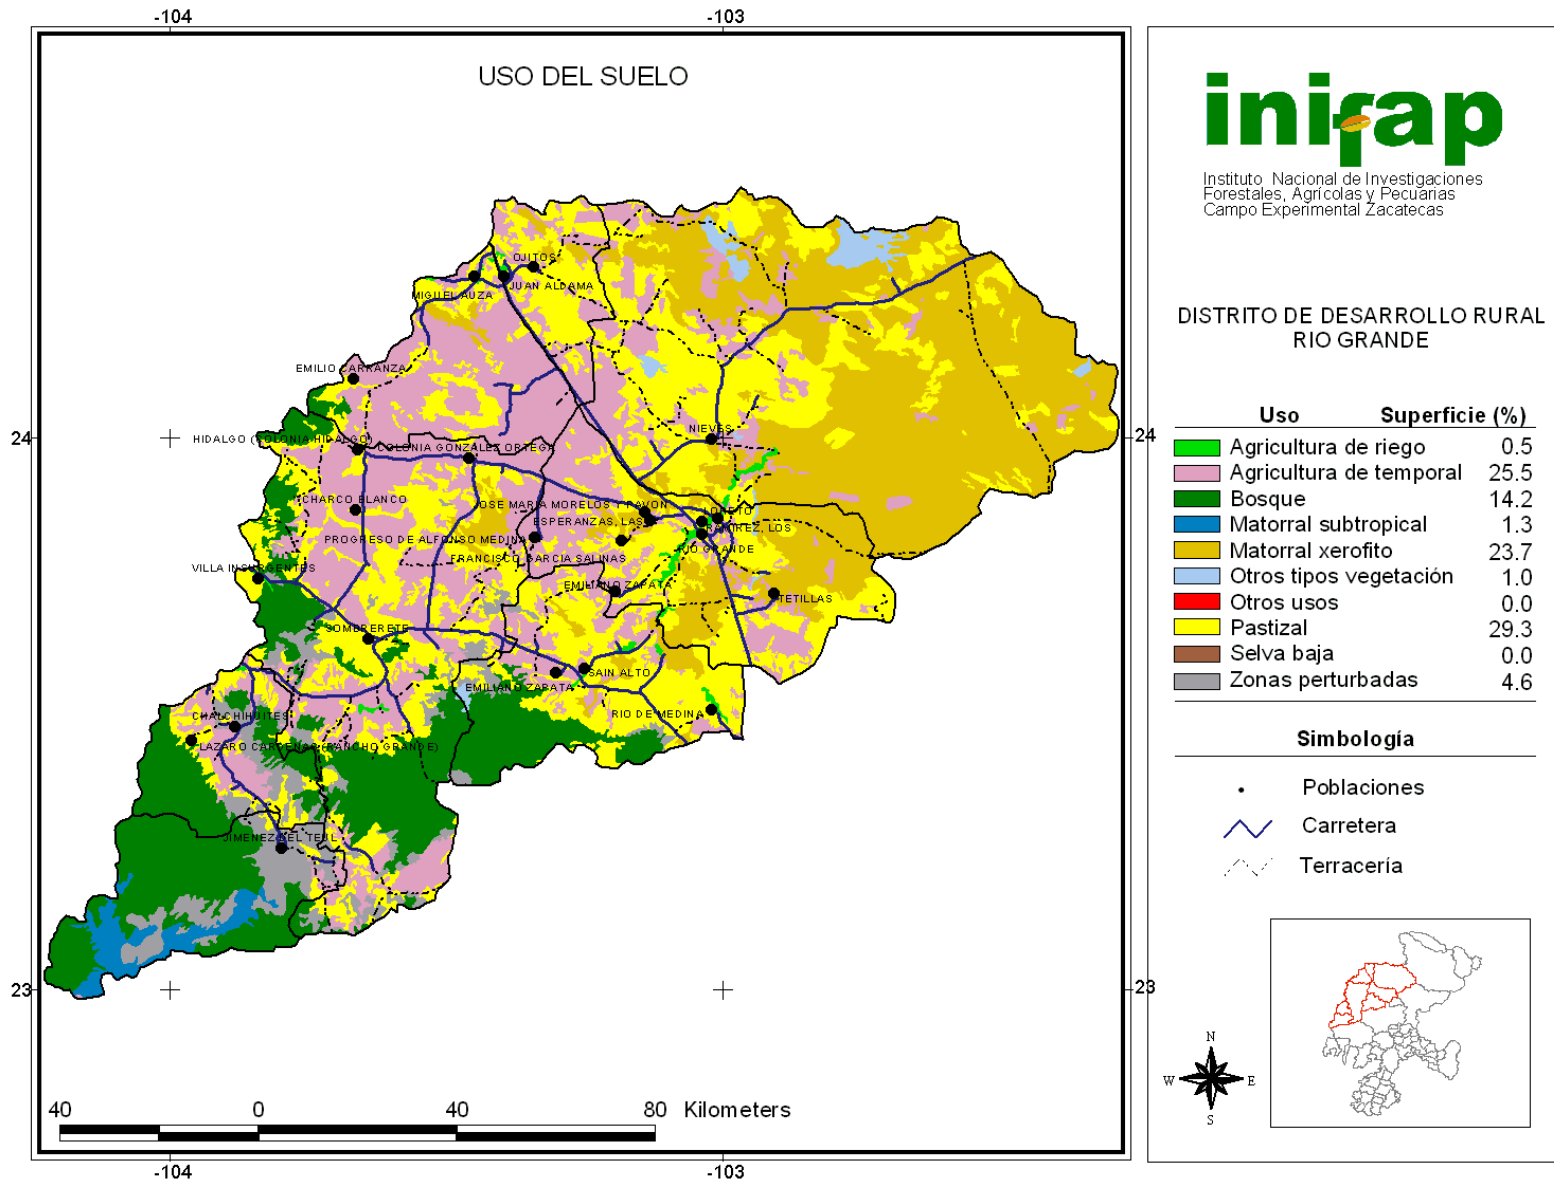 -104
-103
USO DEL SUELO
OJITOS
MIGUEL AUZA
JUAN ALDAMA
EMILIO CARRANZA
24
24
HIDALGO (COLONIA HIDALGO)
COLONIA GONZALEZ ORTEGA
NIEVES
CHARCO BLANCO
JOSE MARIA MORELOS Y PAVON
LORETO
ESPERANZAS, LAS
RAMIREZ, LOS
PROGRESO DE ALFONSO MEDINA
RIO GRANDE
FRANCISCO GARCIA SALINAS
VILLA INSURGENTES
EMILIANO ZAPATA
TETILLAS
SOMBRERETE
SAIN ALTO
EMILIANO ZAPATA
RIO DE MEDINA
CHALCHIHUITES
LAZARO CARDENAS (RANCHO GRANDE)
JIMENEZ DEL TEUL
23
23
40 0 40 80 Kilometers
-104
-103
inifap
Instituto Nacional de Investigaciones
Forestales, Agrícolas y Pecuarias
Campo Experimental Zacatecas
DISTRITO DE DESARROLLO RURAL
RIO GRANDE
Uso Superficie (%)
Agricultura de riego 0.5
Agricultura de temporal 25.5
Bosque 14.2
Matorral subtropical 1.3
Matorral xerofito 23.7
Otros tipos vegetación 1.0
Otros usos 0.0
Pastizal 29.3
Selva baja 0.0
Zonas perturbadas 4.6
Simbología
Poblaciones
Carretera
Terracería
N
W E
S